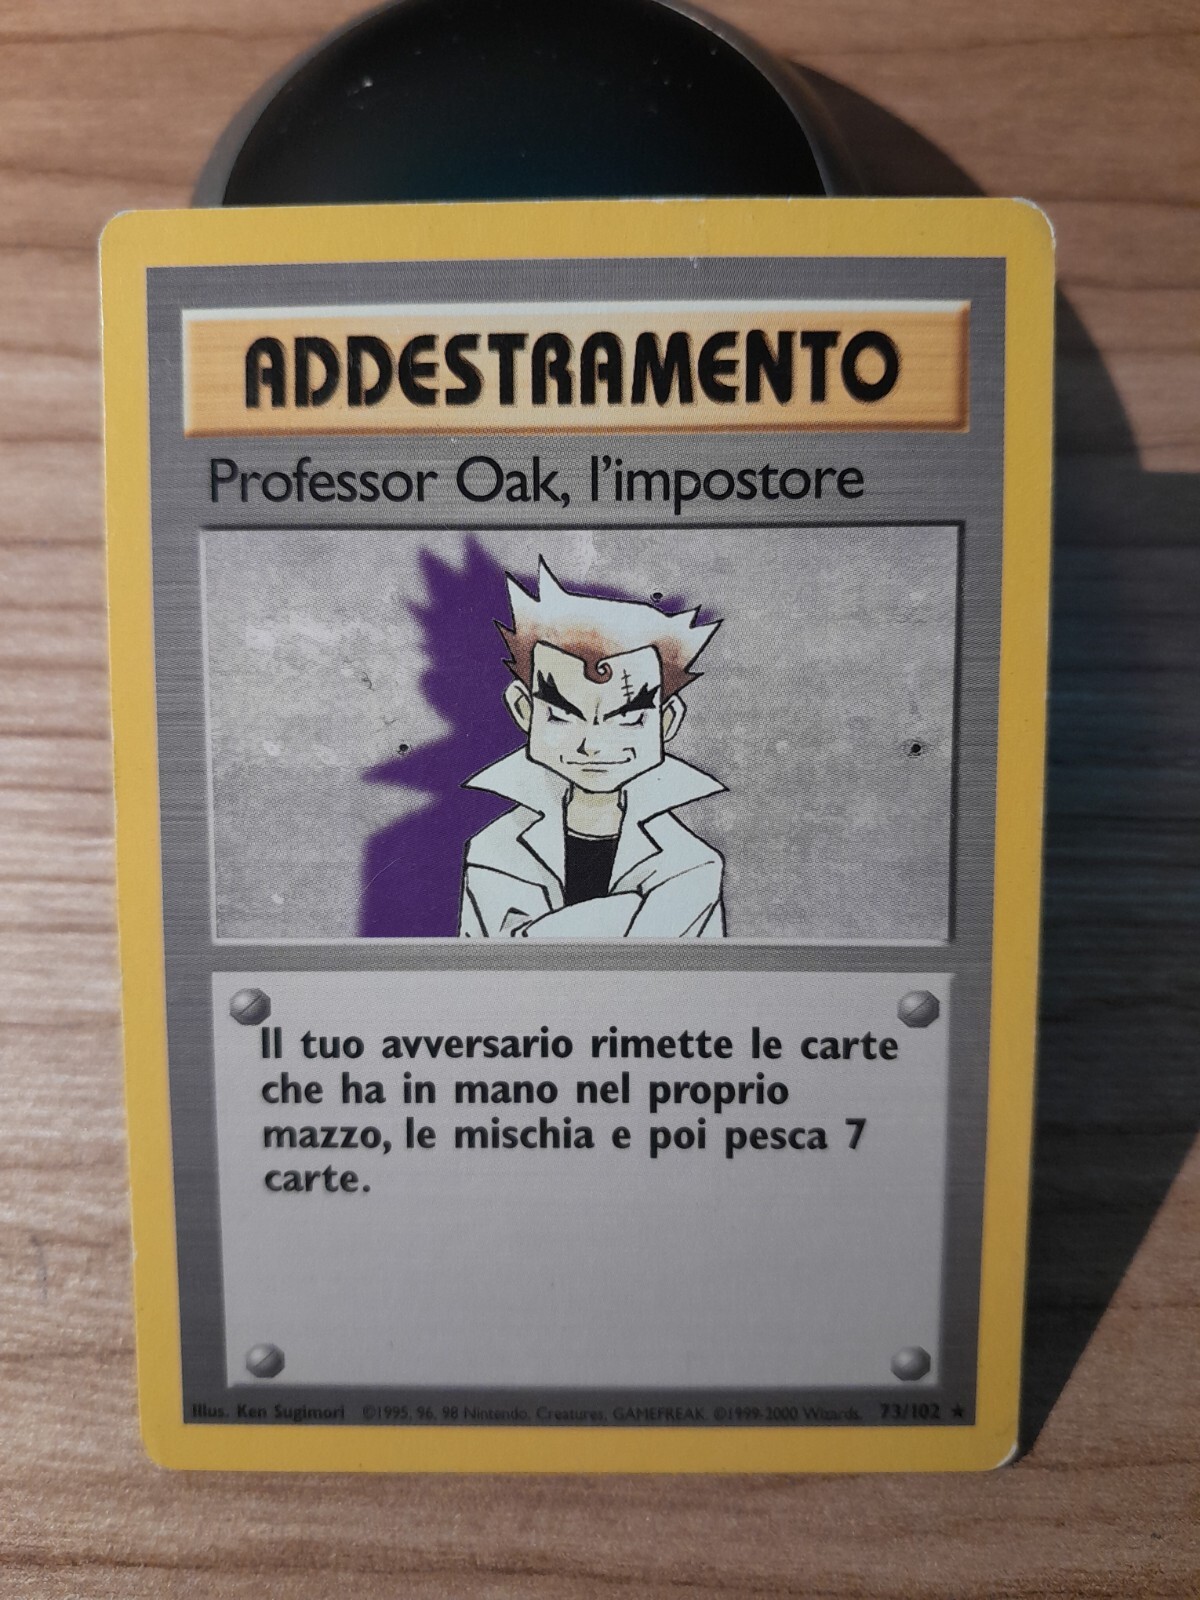 ADDESTRAMENTO
Professor Oak, l'impostore
Il tuo avversario rimette le carte
che ha in mano nel proprio
mazzo, le mischia e poi pesca 7
carte.
Illus. Ken Sugimori ©1995, 96, 98 Nintendo, Creatures, GAMEFREAK. ©1999-2000 Wizards. 73/102 ★